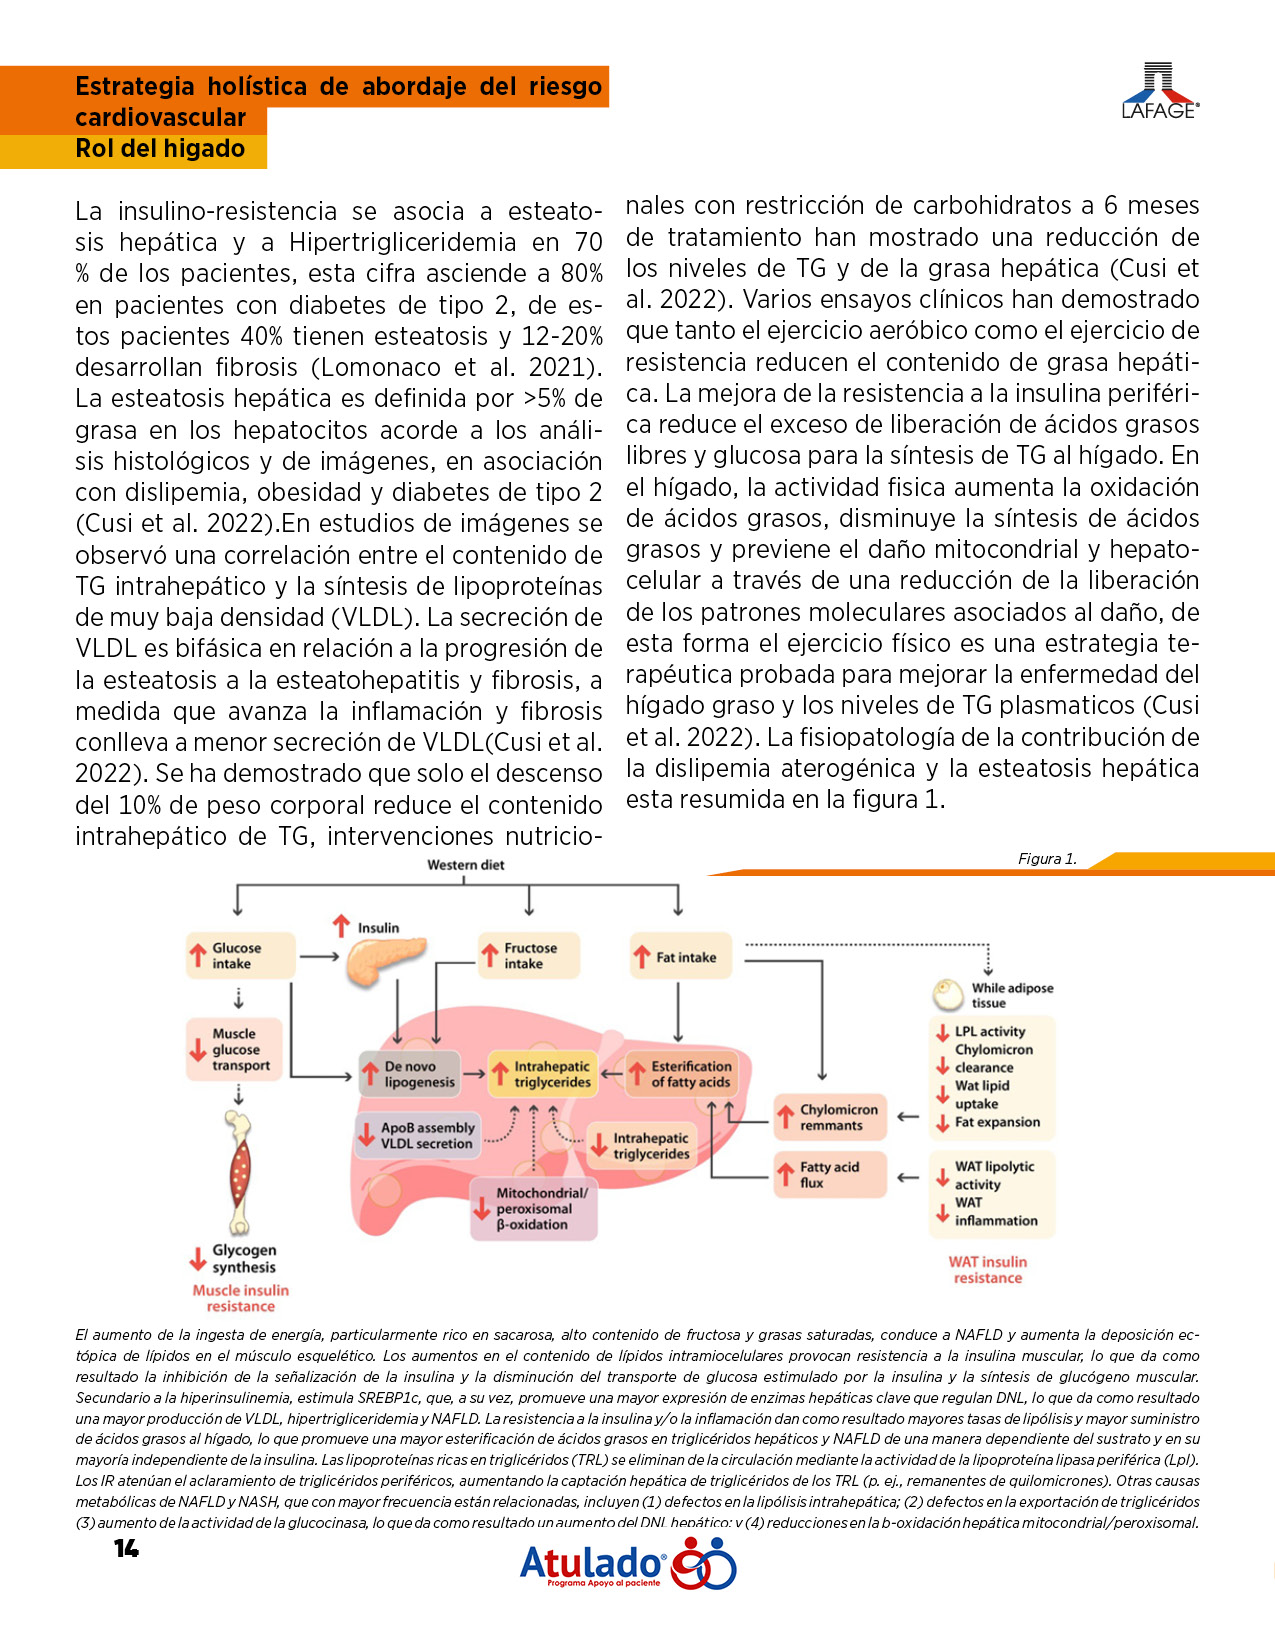 Estrategia holística de abordaje del riesgo
cardiovascular
Rol del higado
LAFAGE®
La insulino-resistencia se asocia a esteato-
sis hepática y a Hipertrigliceridemia en 70
% de los pacientes, esta cifra asciende a 80%
en pacientes con diabetes de tipo 2, de es-
tos pacientes 40% tienen esteatosis y 12-20%
desarrollan fibrosis (Lomonaco et al. 2021).
La esteatosis hepática es definida por >5% de
grasa en los hepatocitos acorde a los análi-
sis histológicos y de imágenes, en asociación
con dislipemia, obesidad y diabetes de tipo 2
(Cusi et al. 2022).En estudios de imágenes se
observó una correlación entre el contenido de
TG intrahepático y la síntesis de lipoproteínas
de muy baja densidad (VLDL). La secreción de
VLDL es bifásica en relación a la progresión de
la esteatosis a la esteatohepatitis y fibrosis, a
medida que avanza la inflamación y fibrosis
conlleva a menor secreción de VLDL(Cusi et al.
2022). Se ha demostrado que solo el descenso
del 10% de peso corporal reduce el contenido
intrahepático de TG, intervenciones nutricio-
nales con restricción de carbohidratos a 6 meses
de tratamiento han mostrado una reducción de
los niveles de TG y de la grasa hepática (Cusi et
al. 2022). Varios ensayos clínicos han demostrado
que tanto el ejercicio aeróbico como el ejercicio de
resistencia reducen el contenido de grasa hepáti-
ca. La mejora de la resistencia a la insulina periféri-
ca reduce el exceso de liberación de ácidos grasos
libres y glucosa para la síntesis de TG al hígado. En
el hígado, la actividad fisica aumenta la oxidación
de ácidos grasos, disminuye la síntesis de ácidos
grasos y previene el daño mitocondrial y hepato-
celular a través de una reducción de la liberación
de los patrones moleculares asociados al daño, de
esta forma el ejercicio físico es una estrategia te-
rapéutica probada para mejorar la enfermedad del
hígado graso y los niveles de TG plasmaticos (Cusi
et al. 2022). La fisiopatología de la contribución de
la dislipemia aterogénica y la esteatosis hepática
esta resumida en la figura 1.
Figura 1.
Western diet
Glucose
intake
Insulin
Fructose
intake
Fat intake
While adipose
tissue
Muscle
glucose
transport
De novo
lipogenesis
Intrahepatic
triglycerides
Esterification
of fatty acids
LPL activity
Chylomicron
clearance
Wat lipid
uptake
Fat expansion
ApoB assembly
VLDL secretion
Intrahepatic
triglycerides
Chylomicron
remmants
Mitochondrial/
peroxisomal
β-oxidation
Fatty acid
flux
WAT lipolytic
activity
WAT
inflammation
Glycogen
synthesis
Muscle insulin
resistance
WAT insulin
resistance
El aumento de la ingesta de energía, particularmente rico en sacarosa, alto contenido de fructosa y grasas saturadas, conduce a NAFLD y aumenta la deposición ec-
tópica de lípidos en el músculo esquelético. Los aumentos en el contenido de lípidos intramiocelulares provocan resistencia a la insulina muscular, lo que da como
resultado la inhibición de la señalización de la insulina y la disminución del transporte de glucosa estimulado por la insulina y la síntesis de glucógeno muscular.
Secundario a la hiperinsulinemia, estimula SREBP1c, que, a su vez, promueve una mayor expresión de enzimas hepáticas clave que regulan DNL, lo que da como resultado
una mayor producción de VLDL, hipertrigliceridemia y NAFLD. La resistencia a la insulina y/o la inflamación dan como resultado mayores tasas de lipólisis y mayor suministro
de ácidos grasos al hígado, lo que promueve una mayor esterificación de ácidos grasos en triglicéridos hepáticos y NAFLD de una manera dependiente del sustrato y en su
mayoría independiente de la insulina. Las lipoproteínas ricas en triglicéridos (TRL) se eliminan de la circulación mediante la actividad de la lipoproteína lipasa periférica (Lpl).
Los IR atenúan el aclaramiento de triglicéridos periféricos, aumentando la captación hepática de triglicéridos de los TRL (p. ej., remanentes de quilomicrones). Otras causas
metabólicas de NAFLD y NASH, que con mayor frecuencia están relacionadas, incluyen (1) defectos en la lipólisis intrahepática; (2) defectos en la exportación de triglicéridos
(3) aumento de la actividad de la glucocinasa, lo que da como resultado un aumento del DNL hepático; y (4) reducciones en la b-oxidación hepática mitocondrial/peroxisomal.
14
Atulado®
Programa Apoyo al paciente